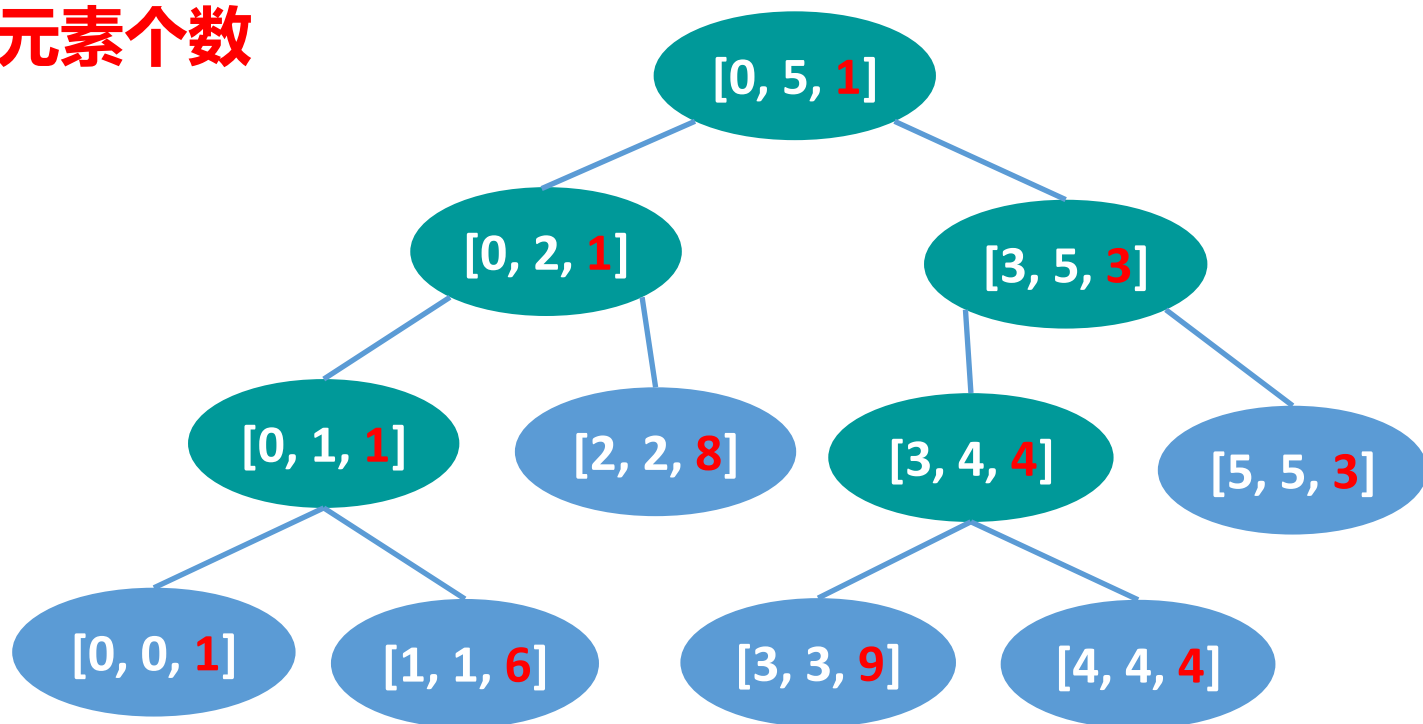 元素个数
[0, 5, 1]
[0, 2, 1]
[3, 5, 3]
[0, 1, 1]
[2, 2, 8]
[3, 4, 4]
[5, 5, 3]
[0, 0, 1]
[1, 1, 6]
[3, 3, 9]
[4, 4, 4]